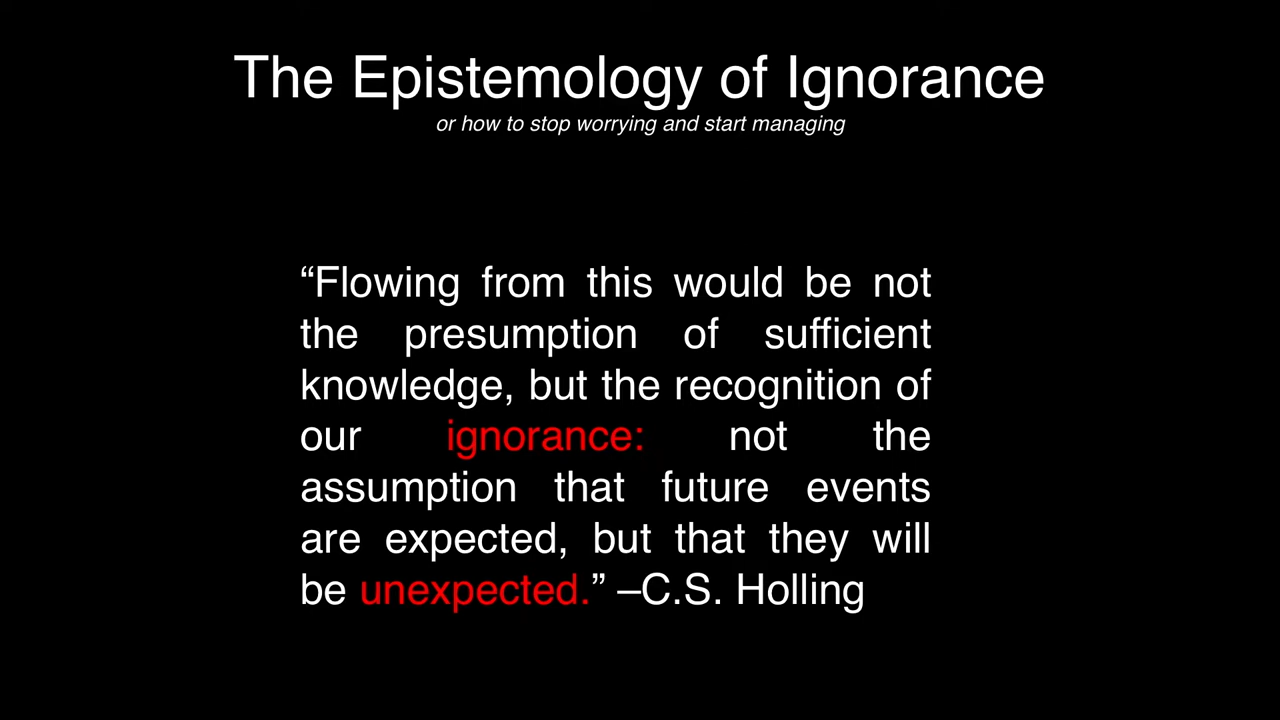 The Epistemology of Ignorance
or how to stop worrying and start managing
“Flowing from this would be not
the presumption of sufficient
knowledge, but the recognition of
our ignorance: not the
assumption that future events
are expected, but that they will
be unexpected.” –C.S. Holling